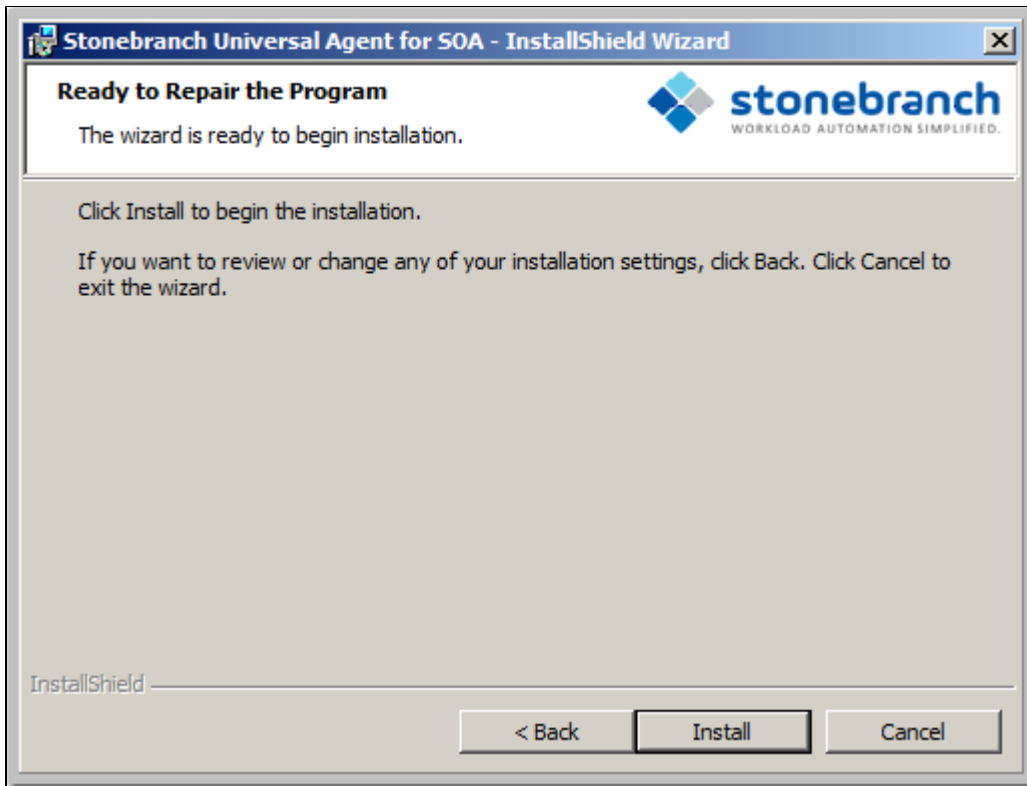 Stonebranch Universal Agent for SOA - InstallShield Wizard
Ready to Repair the Program
The wizard is ready to begin installation.
stonebranch
WORKLOAD AUTOMATION SIMPLIFIED.
Click Install to begin the installation.
If you want to review or change any of your installation settings, click Back. Click Cancel to
exit the wizard.
InstallShield
< Back
Install
Cancel